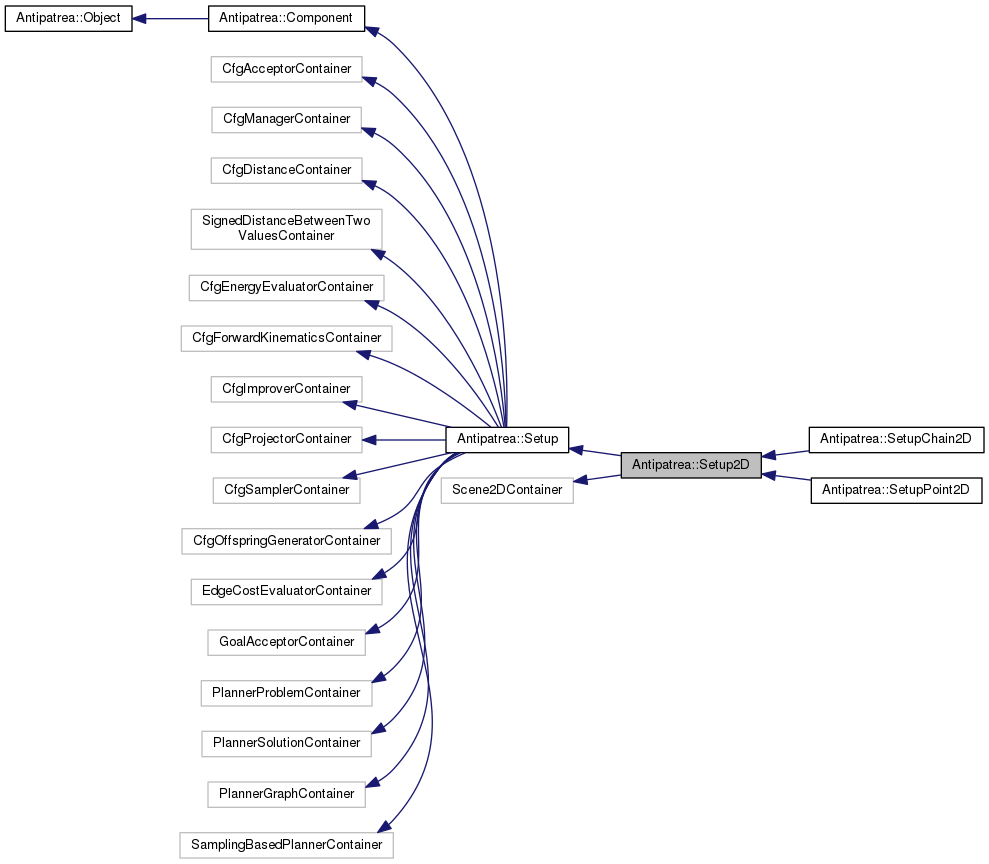 Antipatrea::Object
Antipatrea::Component
CfgAcceptorContainer
CfgManagerContainer
CfgDistanceContainer
SignedDistanceBetweenTwo
ValuesContainer
CfgEnergyEvaluatorContainer
CfgForwardKinematicsContainer
CfgImproverContainer
CfgProjectorContainer
CfgSamplerContainer
CfgOffspringGeneratorContainer
EdgeCostEvaluatorContainer
GoalAcceptorContainer
PlannerProblemContainer
PlannerSolutionContainer
PlannerGraphContainer
SamplingBasedPlannerContainer
Antipatrea::Setup
Scene2DContainer
Antipatrea::Setup2D
Antipatrea::SetupChain2D
Antipatrea::SetupPoint2D